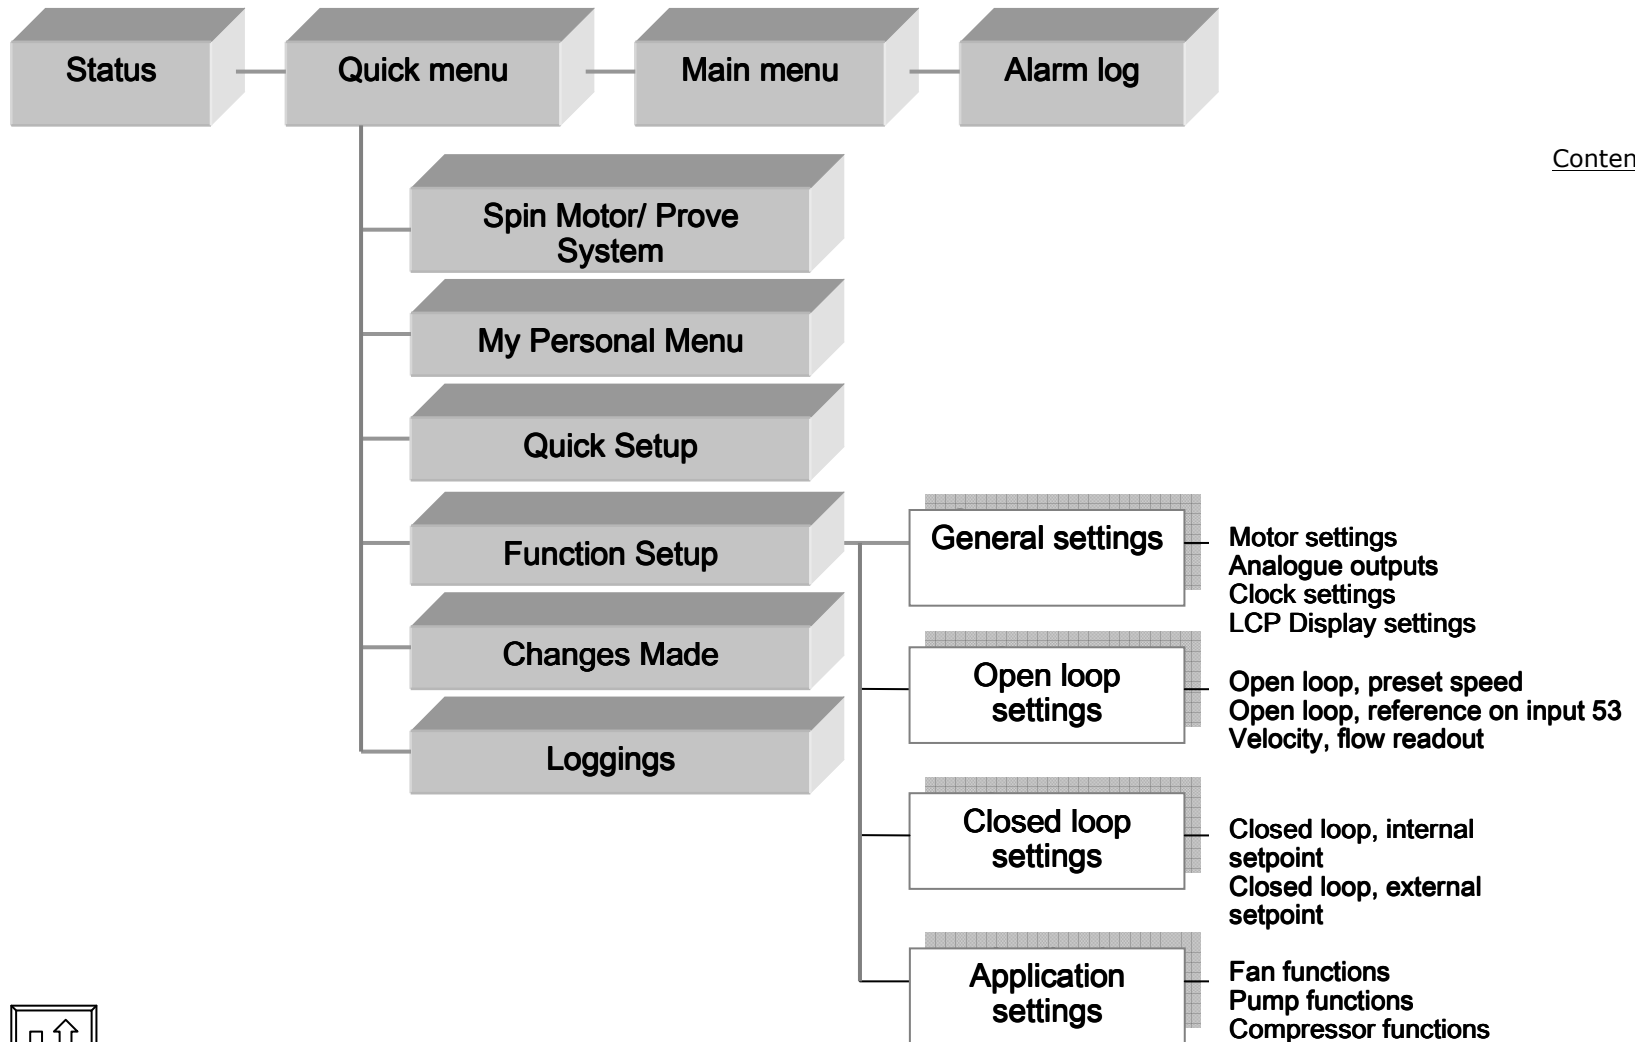 Status
Quick menu
Main menu
Alarm log
Conten
Spin Motor/ Prove
System
My Personal Menu
Quick Setup
Function Setup
Changes Made
Loggings
General settings
Motor settings
Analogue outputs
Clock settings
LCP Display settings
Open loop
settings
Open loop, preset speed
Open loop, reference on input 53
Velocity, flow readout
Closed loop
settings
Closed loop, internal
setpoint
Closed loop, external
setpoint
Application
settings
Fan functions
Pump functions
Compressor functions